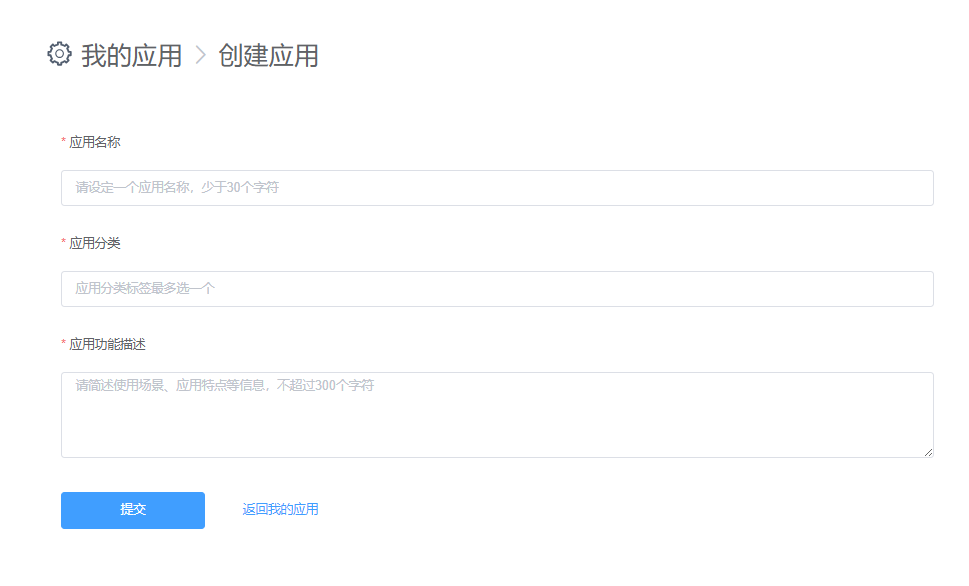 我的应用 > 创建应用
* 应用名称
请设定一个应用名称，少于30个字符
* 应用分类
应用分类标签最多选一个
* 应用功能描述
请简述使用场景、应用特点等信息，不超过300个字符
提交 返回我的应用